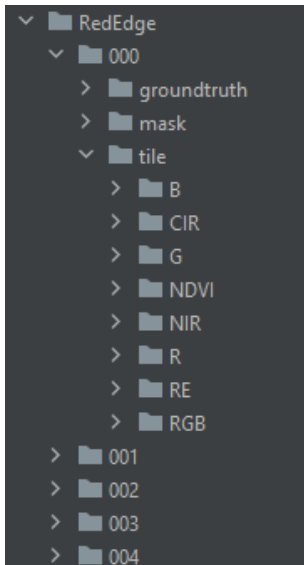 RedEdge
000
groundtruth
mask
tile
B
CIR
G
NDVI
NIR
R
RE
RGB
001
002
003
004